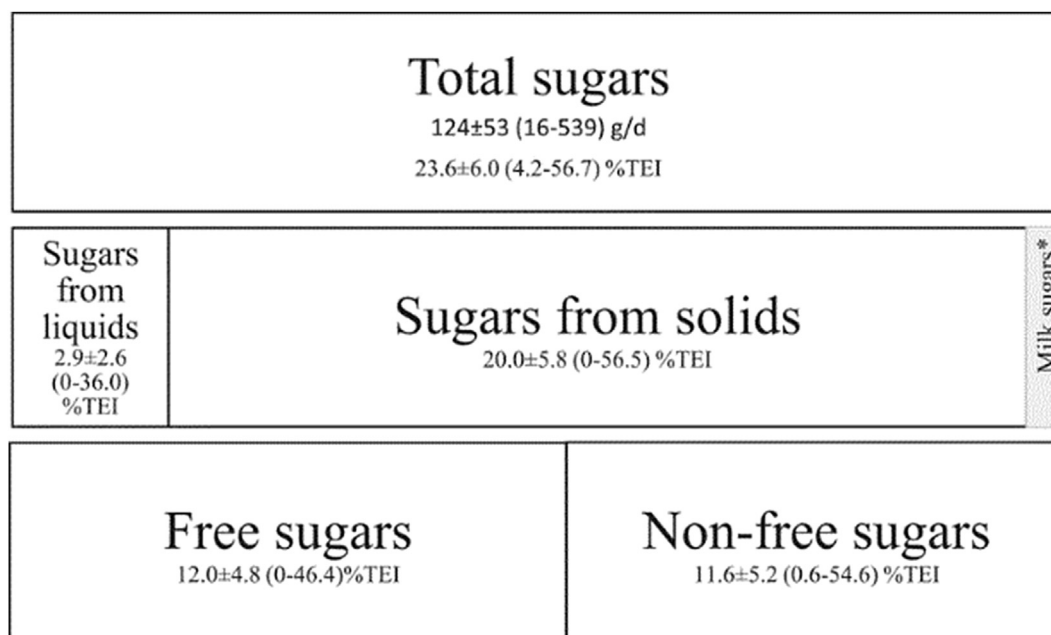 Total sugars
124±53 (16-539) g/d
23.6±6.0 (4.2-56.7) %TEI
Sugars
from
liquids
2.9±2.6
(0-36.0)
%TEI
Sugars from solids
20.0±5.8 (0-56.5) %TEI
Milk sugars*
Free sugars
12.0±4.8 (0-46.4)%TEI
Non-free sugars
11.6±5.2 (0.6-54.6) %TEI